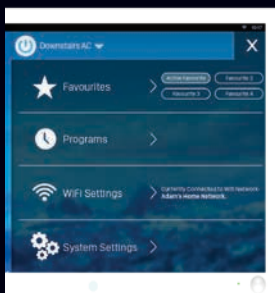 Downstairs AC
X
Favourites
Active Favourite
Favourite 2
Favourite 3
Favourite 4
Programs
WiFi Settings
Currently Connected to Wifi Network
Adam's Home Network.
System Settings